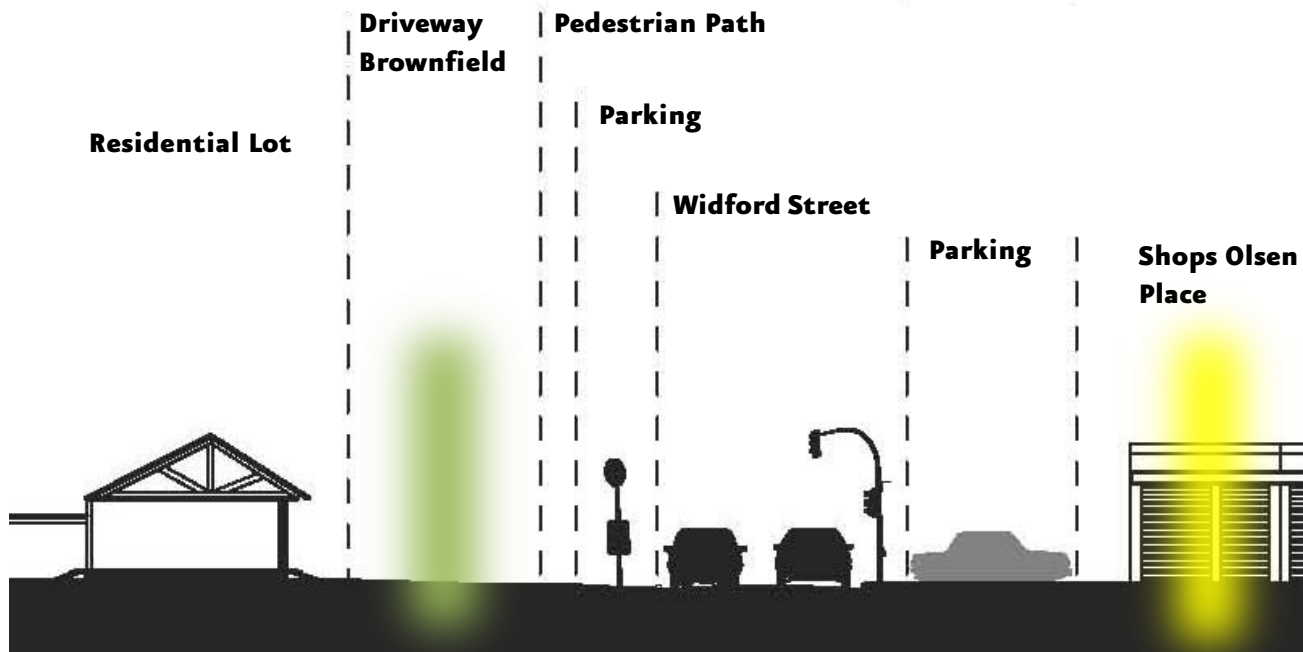 Driveway
Brownfield
Pedestrian Path
Parking
Residential Lot
Widford Street
Parking
Shops Olsen
Place